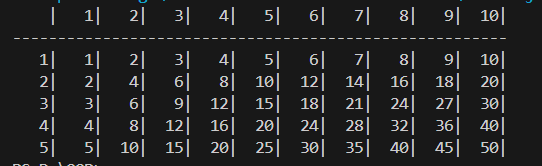 |   1|   2|   3|   4|   5|   6|   7|   8|   9|  10|
------------------------------------------------------
   1|   1|   2|   3|   4|   5|   6|   7|   8|   9|  10|
   2|   2|   4|   6|   8|  10|  12|  14|  16|  18|  20|
   3|   3|   6|   9|  12|  15|  18|  21|  24|  27|  30|
   4|   4|   8|  12|  16|  20|  24|  28|  32|  36|  40|
   5|   5|  10|  15|  20|  25|  30|  35|  40|  45|  50|